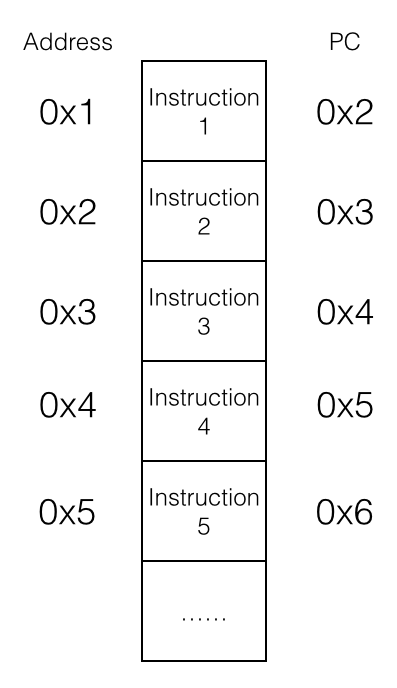 Address PC
0x1 Instruction 0x2
1
0x2 Instruction 0x3
2
0x3 Instruction 0x4
3
0x4 Instruction 0x5
4
0x5 Instruction 0x6
5
......